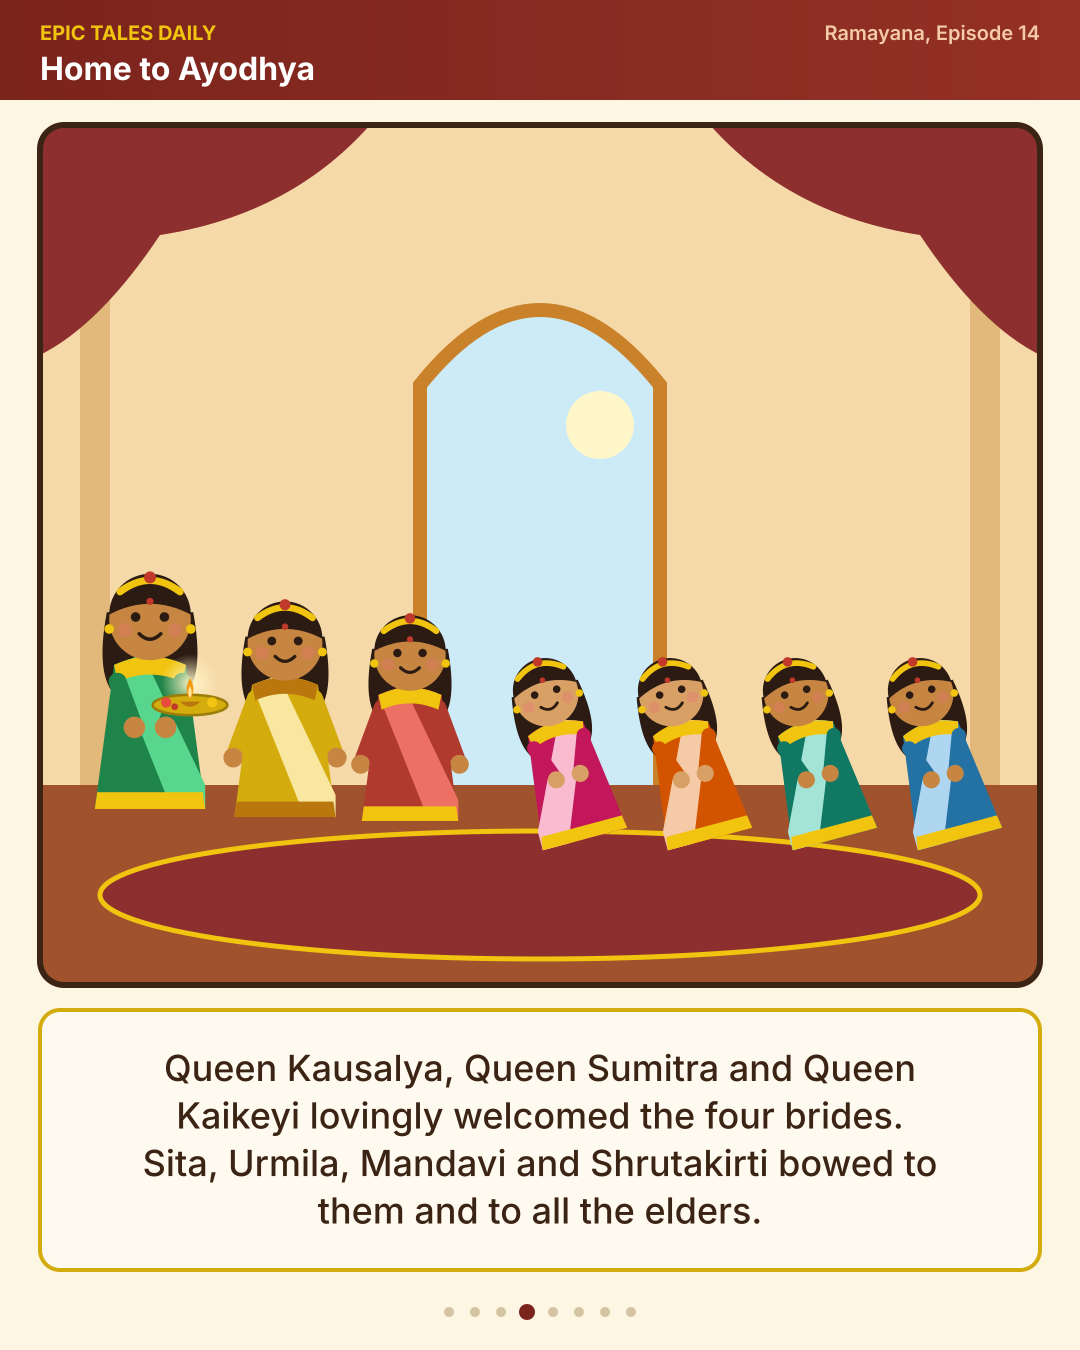 EPIC TALES DAILY
Ramayana, Episode 14
Home to Ayodhya
Queen Kausalya, Queen Sumitra and Queen
Kaikeyi lovingly welcomed the four brides.
Sita, Urmila, Mandavi and Shrutakirti bowed to
them and to all the elders.